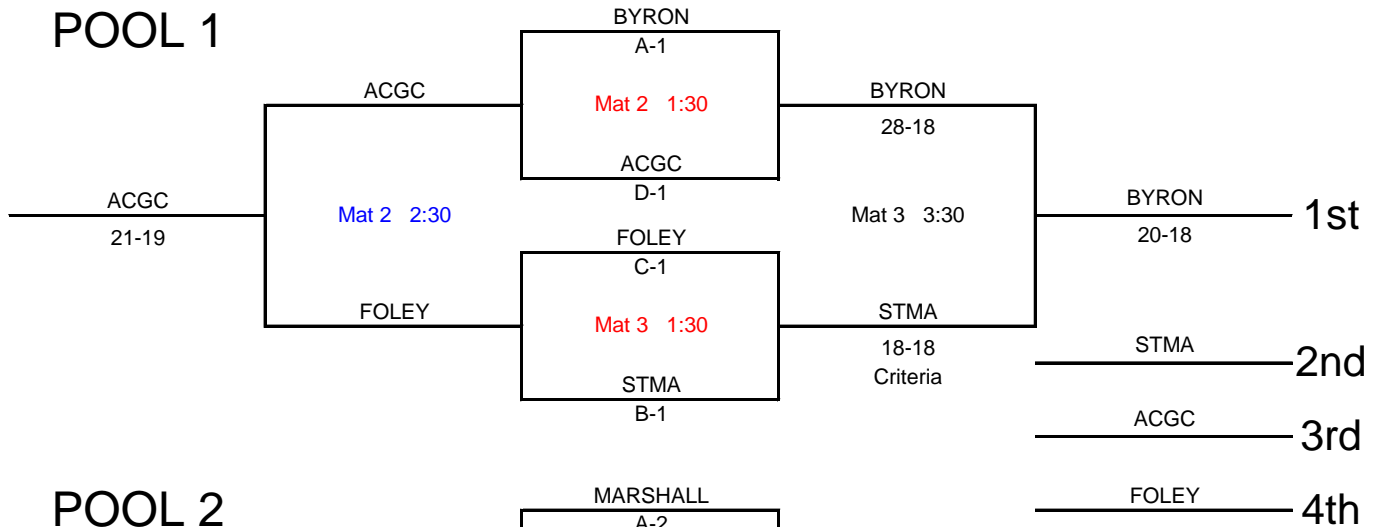 POOL 1
BYRON
A-1
ACGC
Mat 2 1:30
BYRON
28-18
ACGC
D-1
ACGC
21-19
Mat 2 2:30
Mat 3 3:30
BYRON
20-18
1st
FOLEY
C-1
FOLEY
Mat 3 1:30
STMA
18-18
Criteria
STMA
B-1
STMA
2nd
ACGC
3rd
POOL 2
MARSHALL
A-2
FOLEY
4th